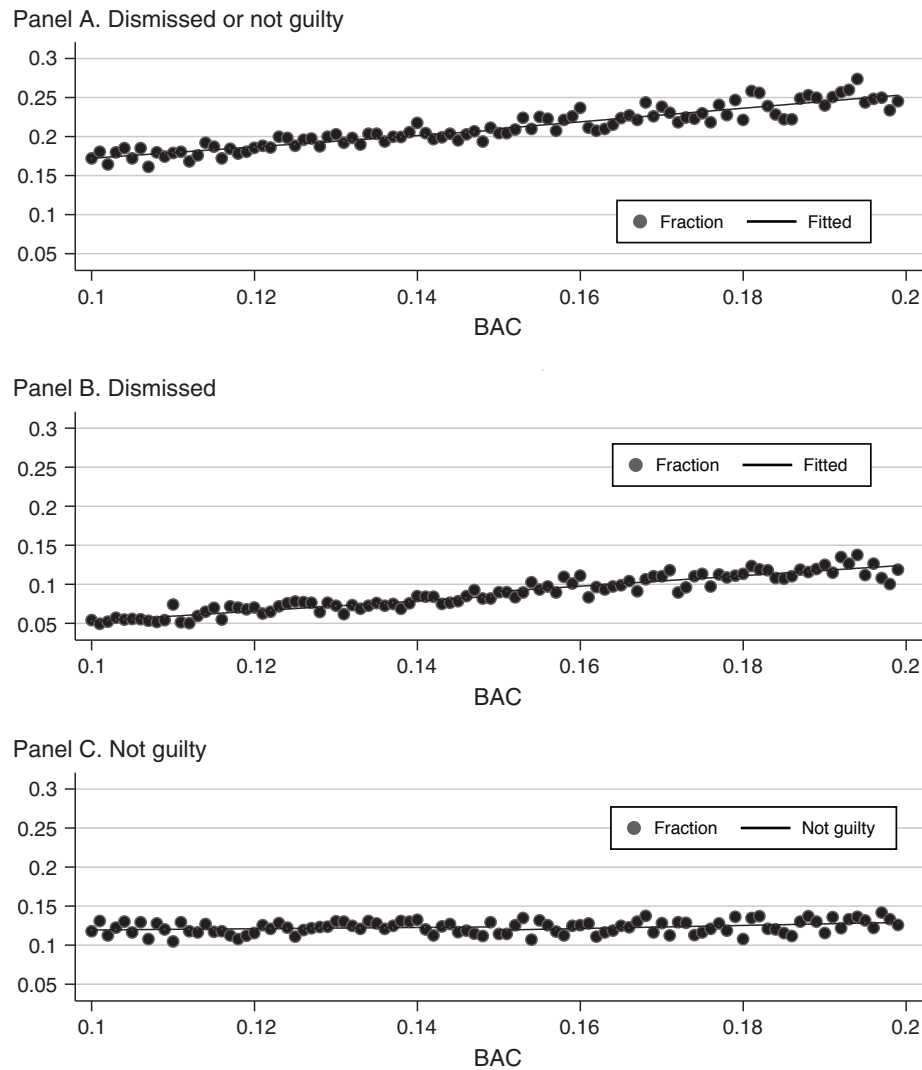 Panel A. Dismissed or not guilty
0.3
0.25
0.2
0.15
0.1
0.05
Fraction Fitted
0.1 0.12 0.14 0.16 0.18 0.2
BAC
Panel B. Dismissed
0.3
0.25
0.2
0.15
0.1
0.05
Fraction Fitted
0.1 0.12 0.14 0.16 0.18 0.2
BAC
Panel C. Not guilty
0.3
0.25
0.2
0.15
0.1
0.05
Fraction Not guilty
0.1 0.12 0.14 0.16 0.18 0.2
BAC